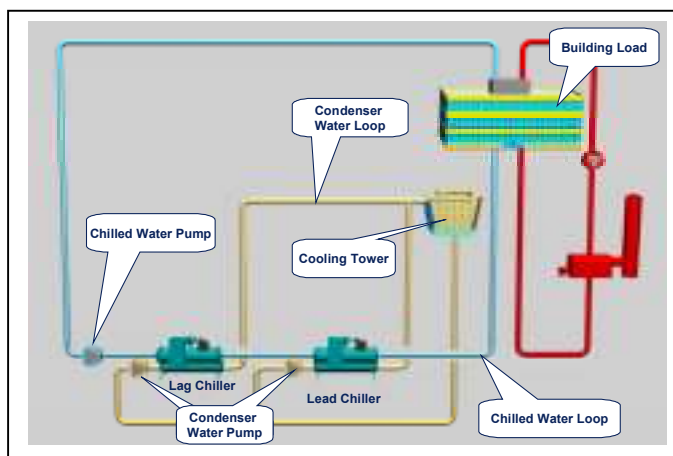 Building Load
Condenser
Water Loop
Chilled Water Pump
Cooling Tower
Lag Chiller
Lead Chiller
Condenser
Water Pump
Chilled Water Loop